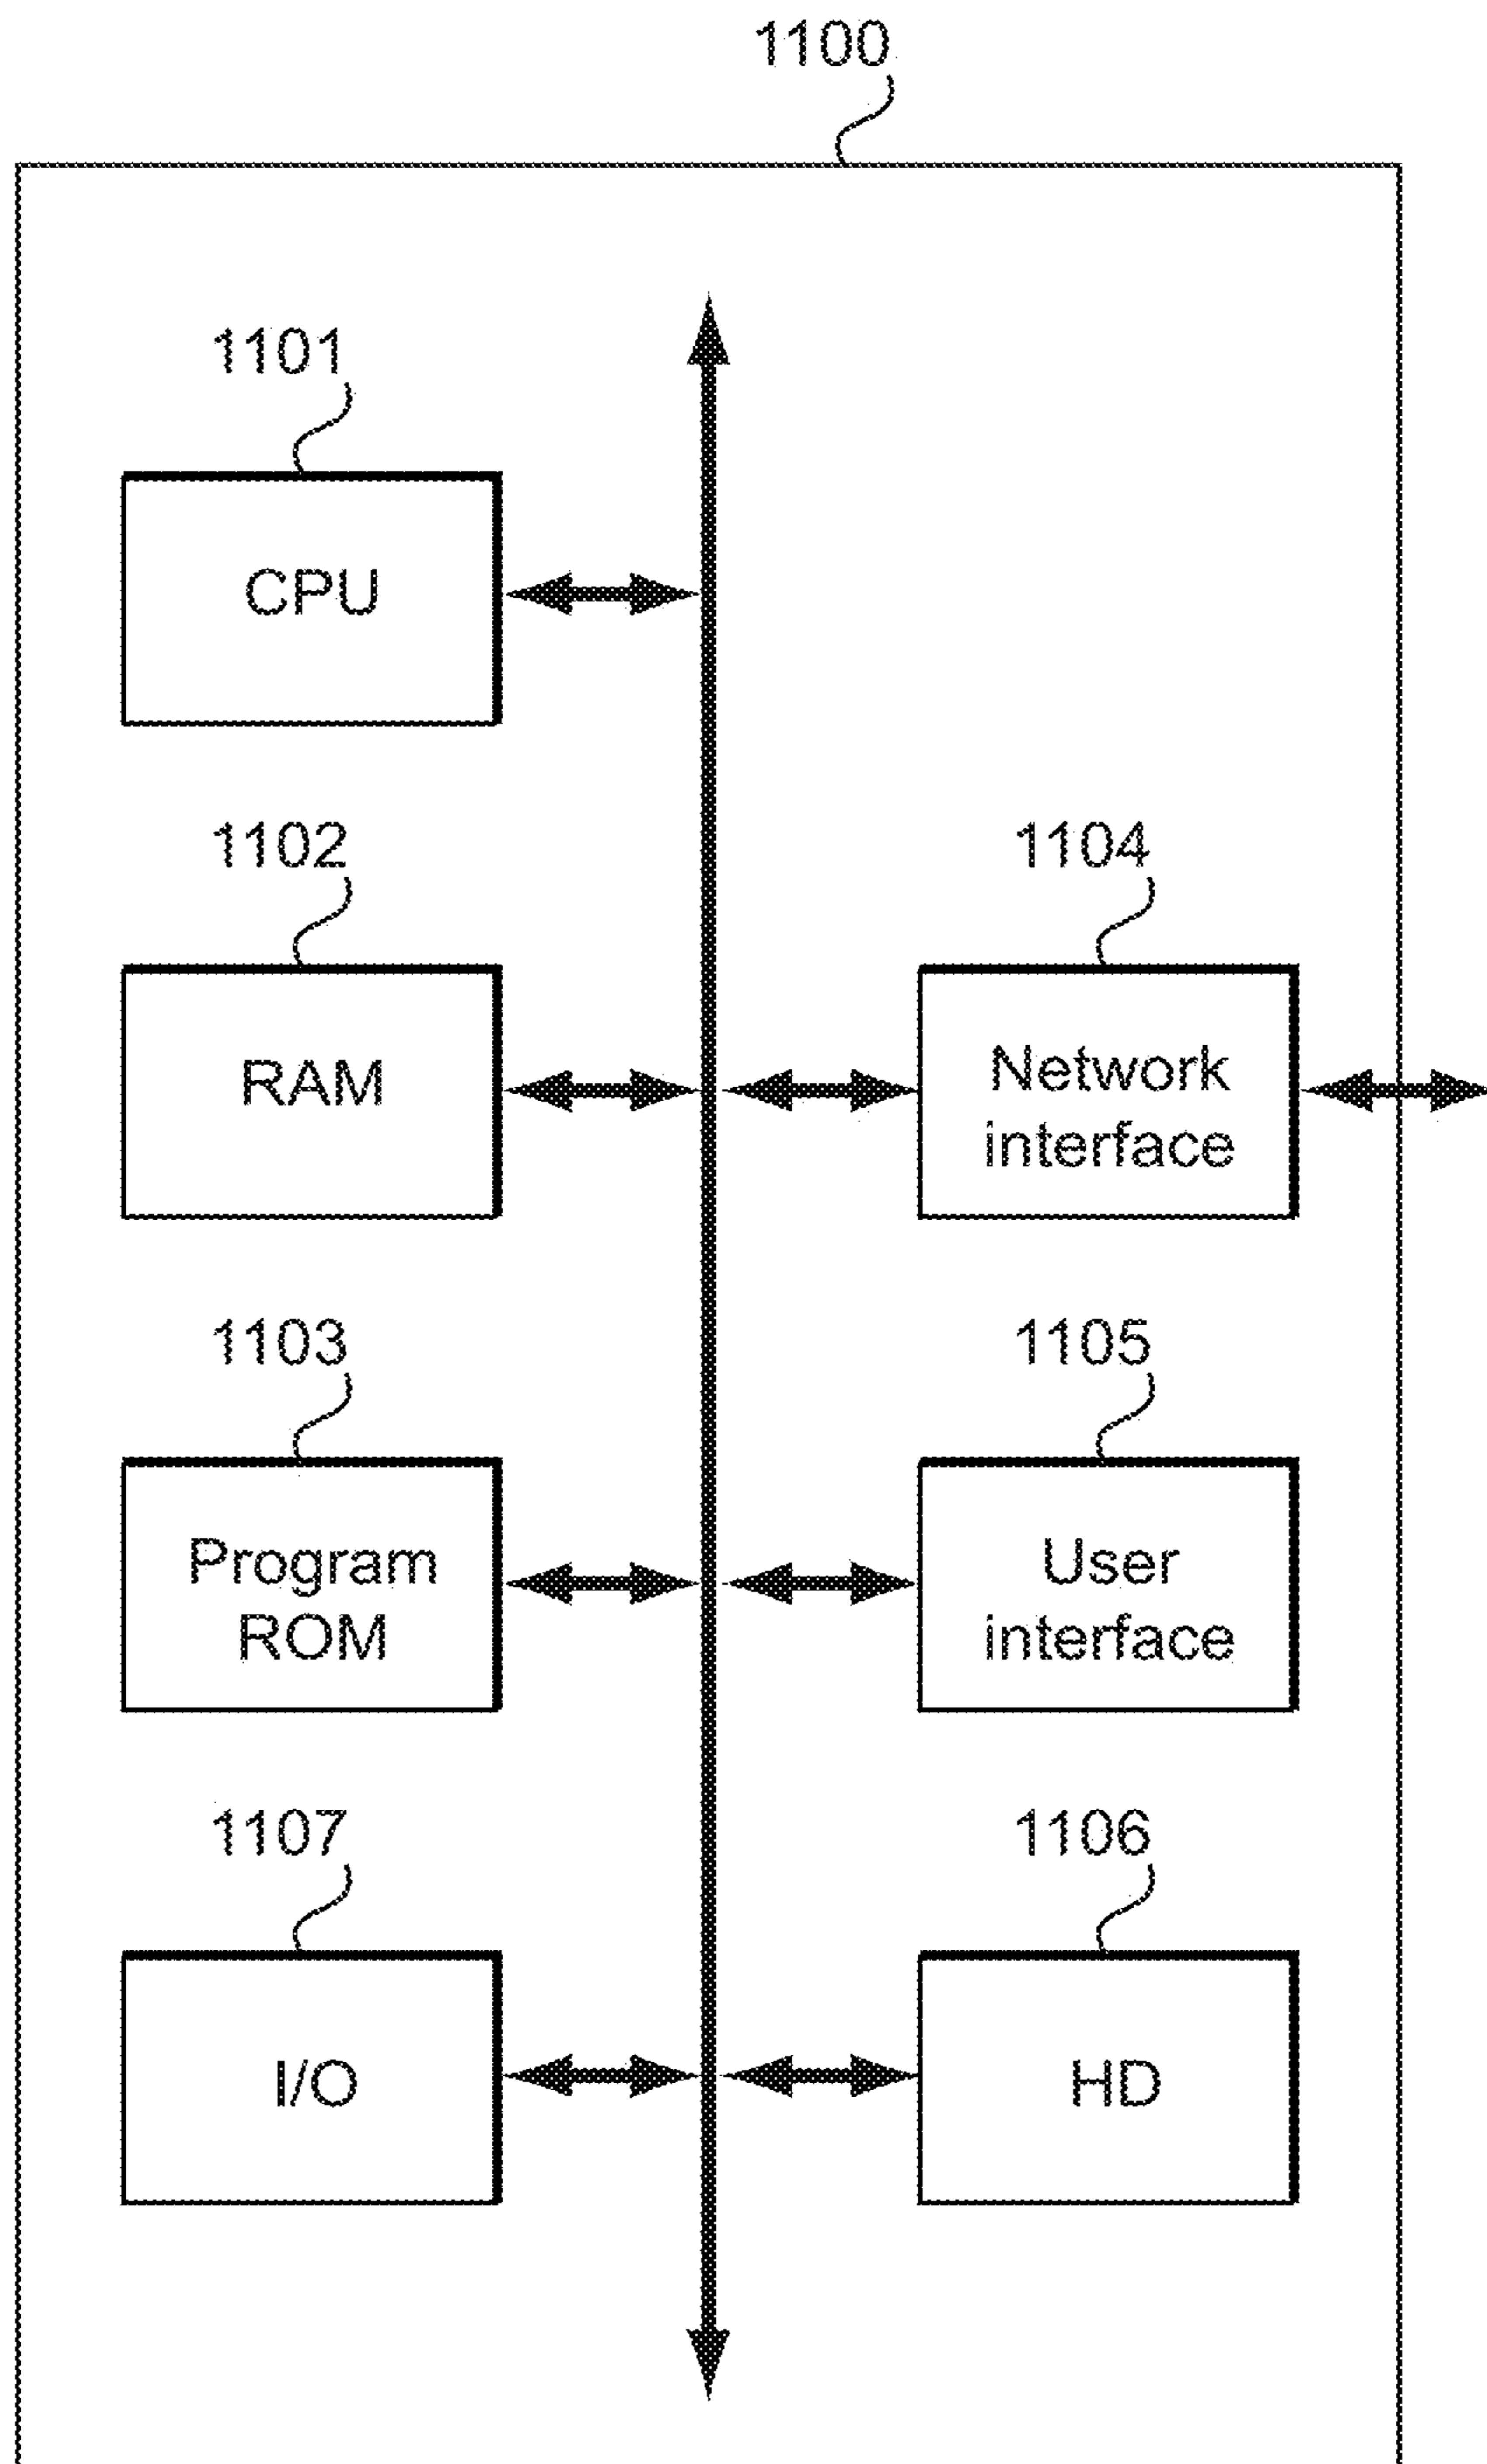 1100
1101
CPU
1102
RAM
1104
Network
interface
1103
Program
ROM
1105
User
interface
1107
I/O
1106
HD